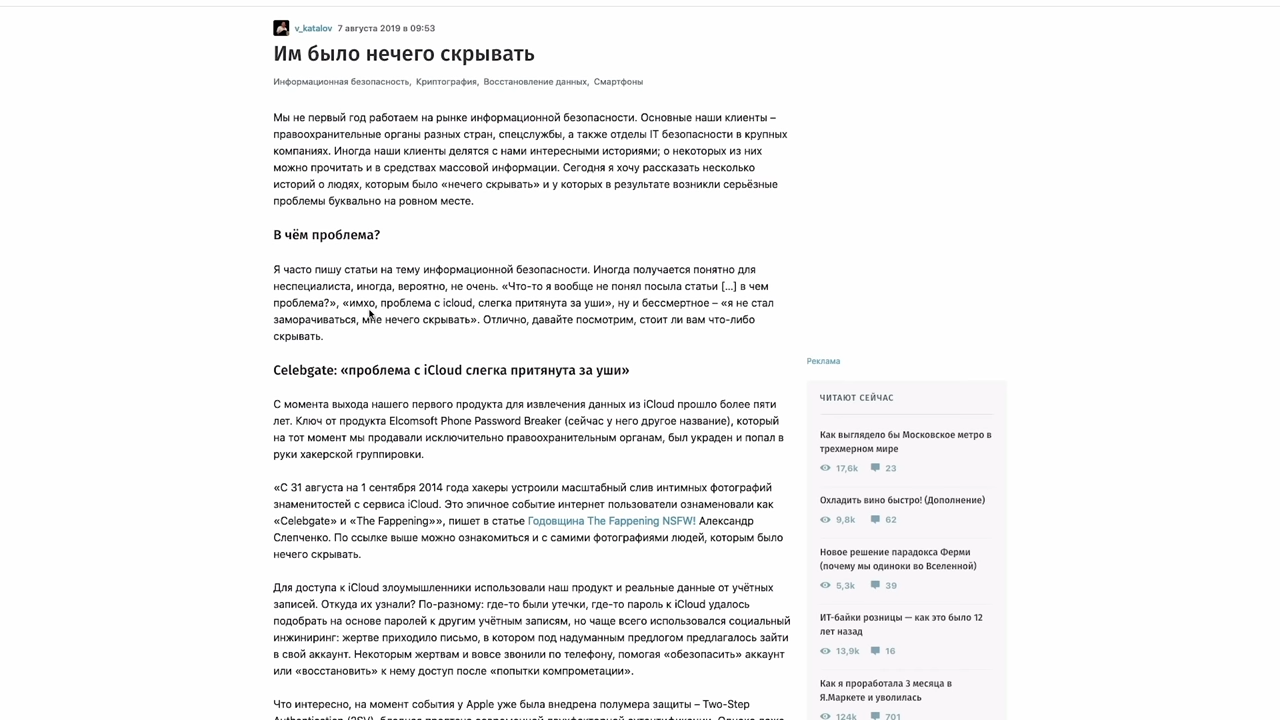 v_katalov 7 августа 2019 в 09:53
Им было нечего скрывать
Информационная безопасность, Криптография, Восстановление данных, Смартфоны
Мы не первый год работаем на рынке информационной безопасности. Основные наши клиенты –
правоохранительные органы разных стран, спецслужбы, а также отделы IT безопасности в крупных
компаниях. Иногда наши клиенты делятся с нами интересными историями; о некоторых из них
можно прочитать и в средствах массовой информации. Сегодня я хочу рассказать несколько
историй о людях, которым было «нечего скрывать» и у которых в результате возникли серьёзные
проблемы буквально на ровном месте.
В чём проблема?
Я часто пишу статьи на тему информационной безопасности. Иногда получается понятно для
неспециалиста, иногда, вероятно, не очень. «Что-то я вообще не понял посыла статьи [...] в чем
проблема?», «имхо, проблема с icloud, слегка притянута за уши», ну и бессмертное – «я не стал
заморачиваться, мне нечего скрывать». Отлично, давайте посмотрим, стоит ли вам что-либо
скрывать.
Celebgate: «проблема с iCloud слегка притянута за уши»
С момента выхода нашего первого продукта для извлечения данных из iCloud прошло более пяти
лет. Ключ от продукта Elcomsoft Phone Password Breaker (сейчас у него другое название), который
на тот момент мы продавали исключительно правоохранительным органам, был украден и попал в
руки хакерской группировки.
«С 31 августа на 1 сентября 2014 года хакеры устроили масштабный слив интимных фотографий
знаменитостей с сервиса iCloud. Это эпичное событие интернет пользователи ознаменовали как
«Celebgate» и «The Fappening»», пишет в статье Годовщина The Fappening NSFW! Александр
Слепченко. По ссылке выше можно ознакомиться и с самими фотографиями людей, которым было
нечего скрывать.
Для доступа к iCloud злоумышленники использовали наш продукт и реальные данные от учётных
записей. Откуда их узнали? По-разному: где-то были утечки, где-то пароль к iCloud удалось
подобрать на основе паролей к другим учётным записям, но чаще всего использовался социальный
инжиниринг: жертве приходило письмо, в котором под надуманным предлогом предлагалось зайти
в свой аккаунт. Некоторым жертвам и вовсе звонили по телефону, помогая «обезопасить» аккаунт
или «восстановить» к нему доступ после «попытки компрометации».
Что интересно, на момент события у Apple уже была внедрена полумера защиты – Two-Step
Реклама
ЧИТАЮТ СЕЙЧАС
Как выглядело бы Московское метро в
трехмерном мире
17,6k 23
Охладить вино быстро! (Дополнение)
9,8k 62
Новое решение парадокса Ферми
(почему мы одиноки во Вселенной)
5,3k 39
ИТ-байки розницы — как это было 12
лет назад
13,9k 16
Как я проработала 3 месяца в
Я.Маркете и уволилась
124k 701